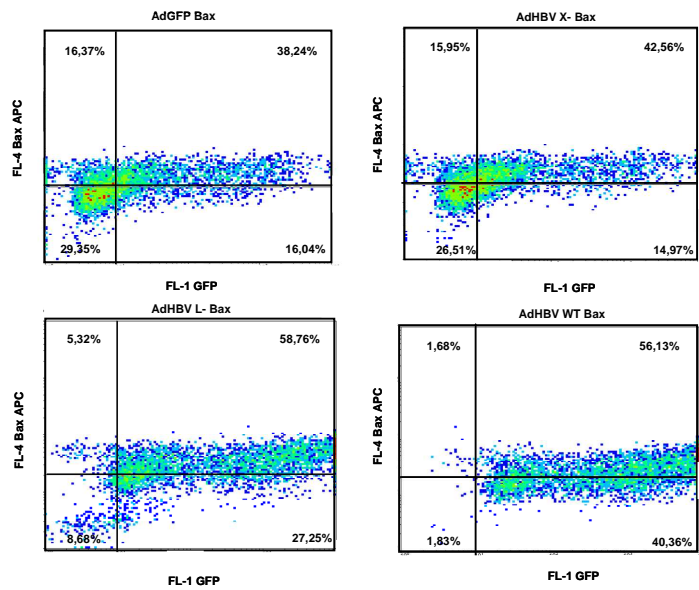 AdGFP Bax
16,37%
38,24%
FL-4 Bax APC
29,35%
16,04%
FL-1 GFP
AdHBV X- Bax
15,95%
42,56%
FL-4 Bax APC
26,51%
14,97%
FL-1 GFP
AdHBV L- Bax
5,32%
58,76%
FL-4 Bax APC
8,68%
27,25%
FL-1 GFP
AdHBV WT Bax
1,68%
56,13%
FL-4 Bax APC
1,83%
40,36%
FL-1 GFP